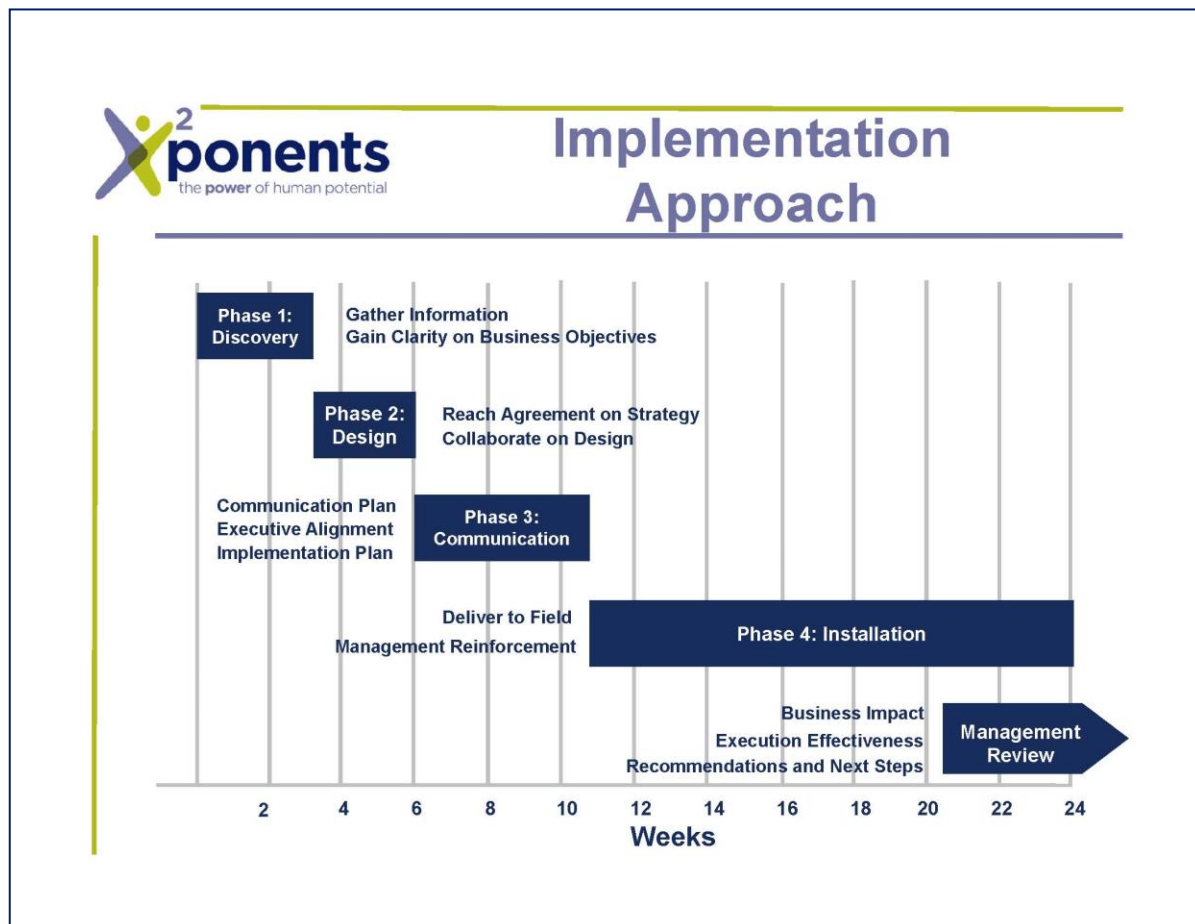 X2ponents
the power of human potential
Implementation
Approach
Phase 1:
Discovery
Gather Information
Gain Clarity on Business Objectives
Phase 2:
Design
Reach Agreement on Strategy
Collaborate on Design
Communication Plan
Executive Alignment
Implementation Plan
Phase 3:
Communication
Deliver to Field
Management Reinforcement
Phase 4: Installation
Business Impact
Execution Effectiveness
Recommendations and Next Steps
Management
Review
2 4 6 8 10 12 14 16 18 20 22 24
Weeks